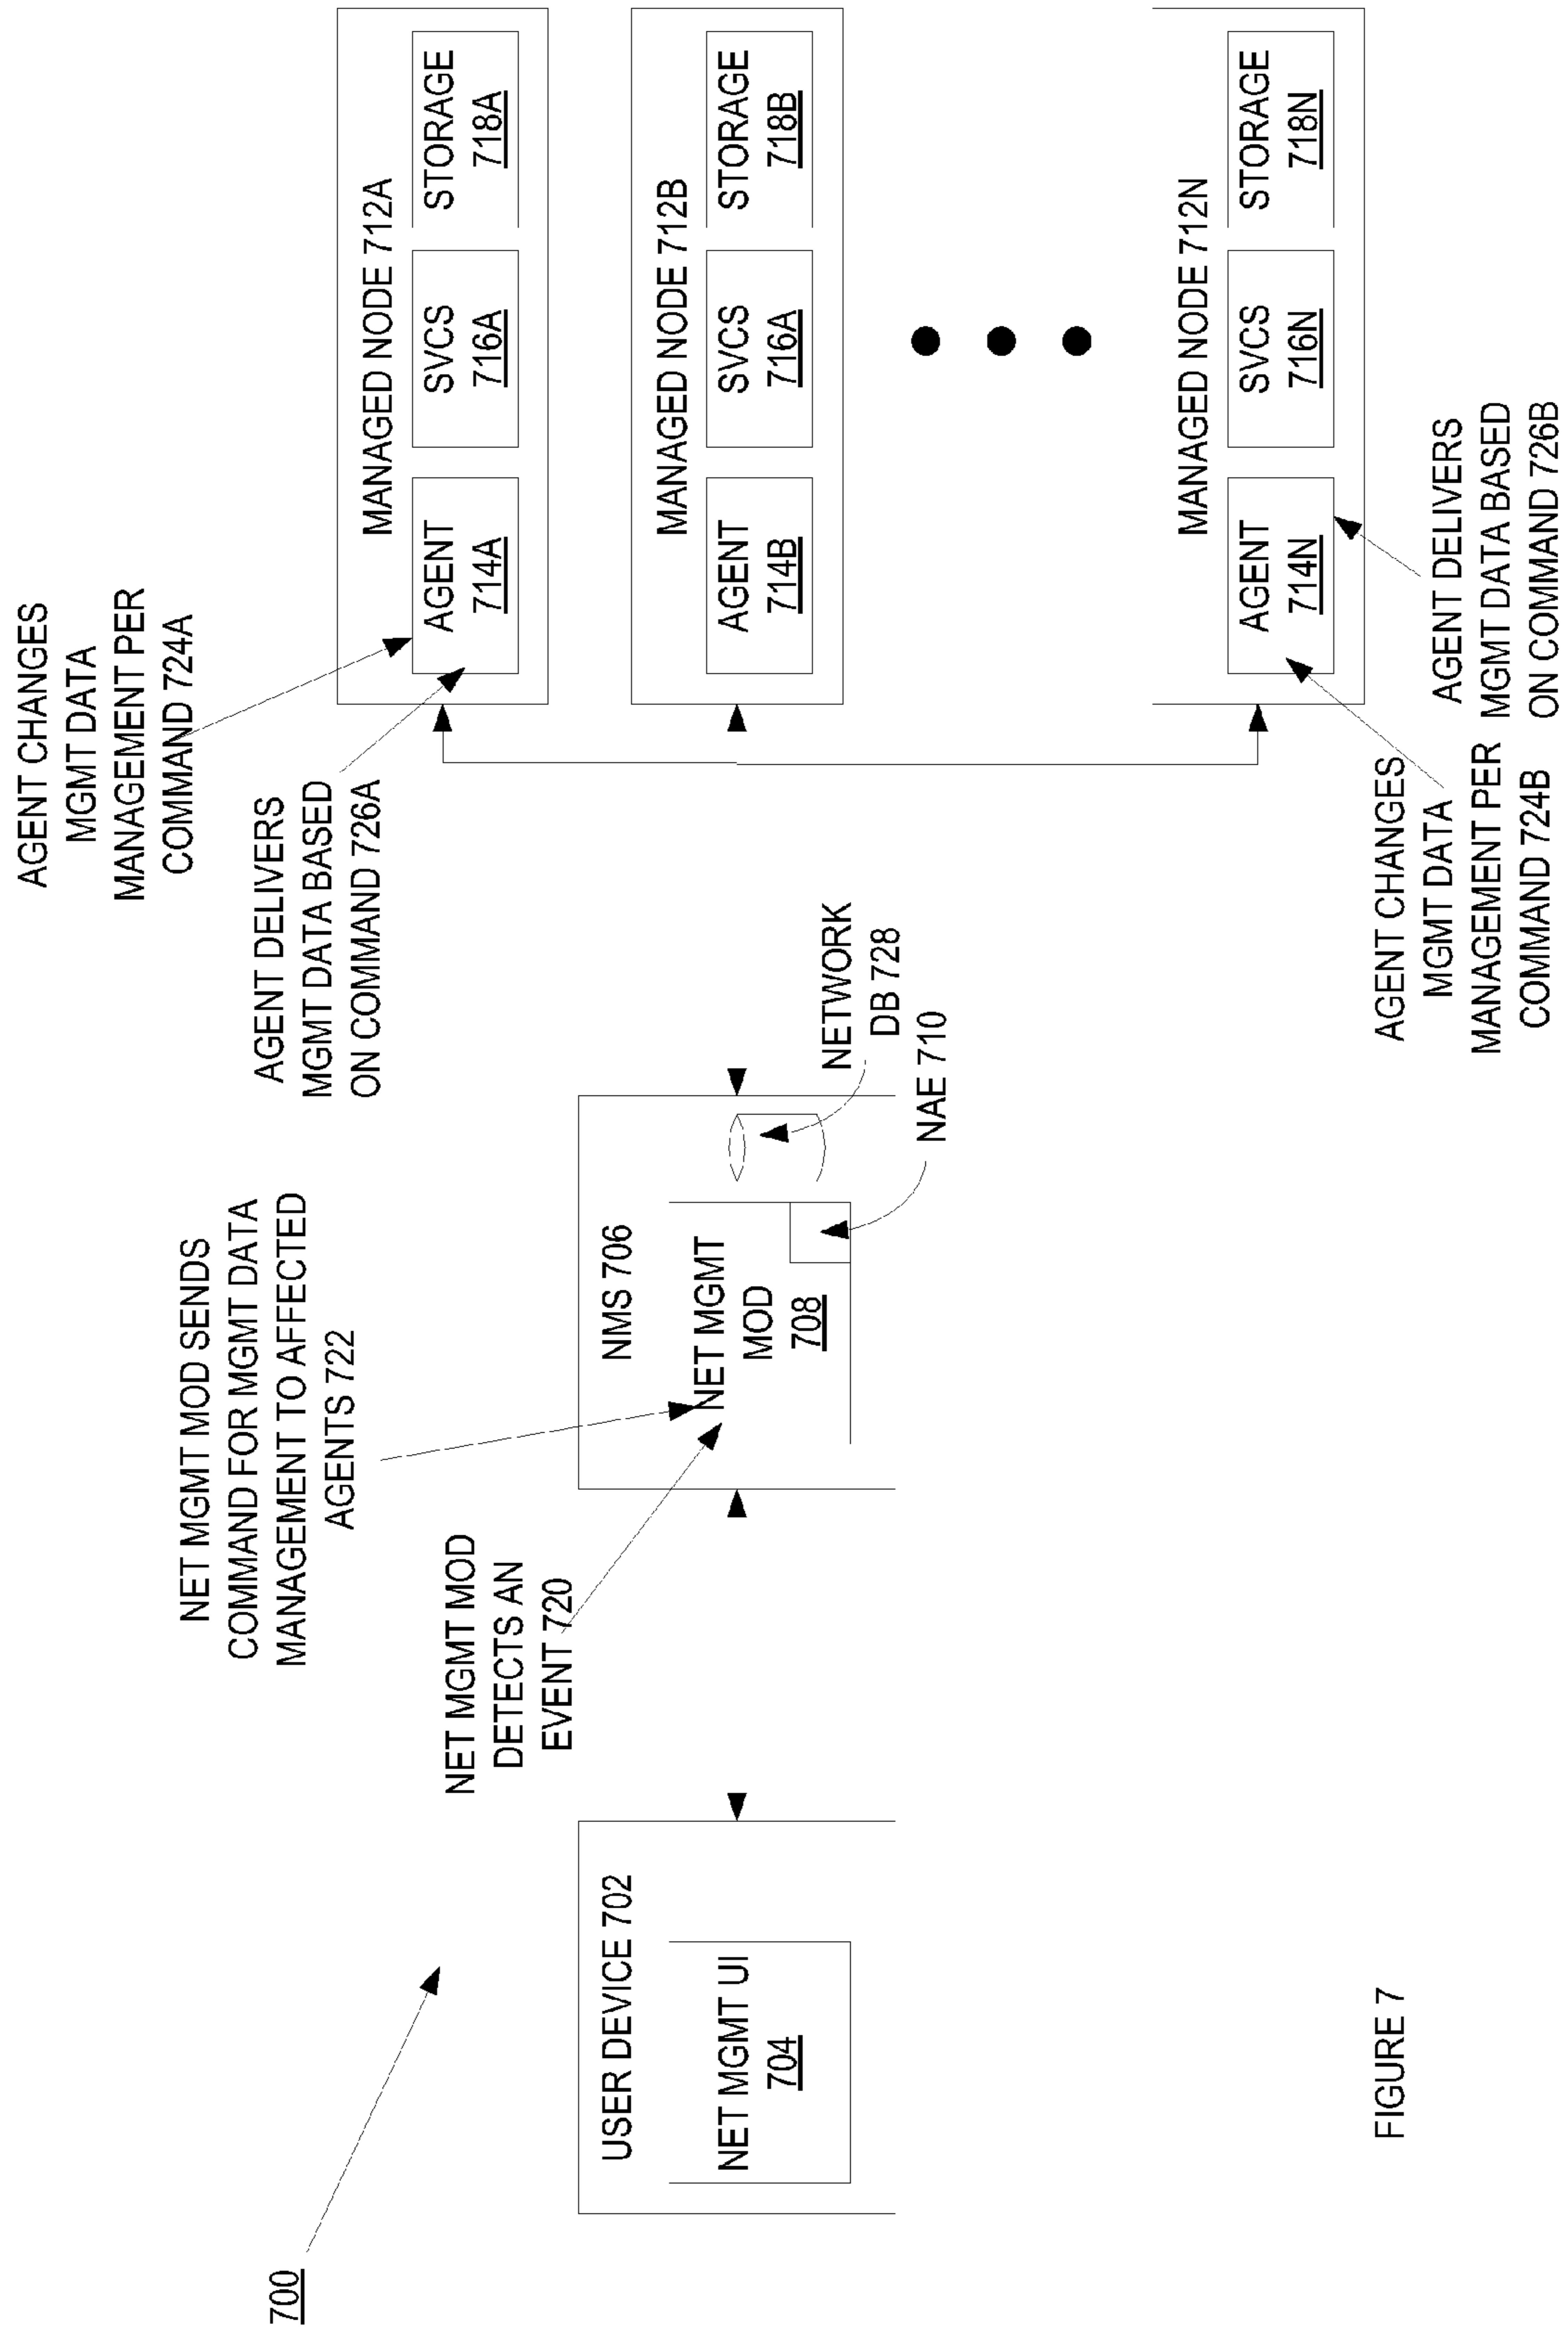 700
USER DEVICE 702
NET MGMT UI
704
NET MGMT MOD
DETECTS AN
EVENT 720
NET MGMT MOD SENDS
COMMAND FOR MGMT DATA
MANAGEMENT TO AFFECTED
AGENTS 722
NMS 706
NET MGMT
MOD
708
NETWORK
DB 728
NAE 710
AGENT CHANGES
MGMT DATA
MANAGEMENT PER
COMMAND 724A
AGENT DELIVERS
MGMT DATA BASED
ON COMMAND 726A
MANAGED NODE 712A
AGENT
714A
SVCS
716A
STORAGE
718A
MANAGED NODE 712B
AGENT
714B
SVCS
716A
STORAGE
718B
MANAGED NODE 712N
AGENT
714N
SVCS
716N
STORAGE
718N
AGENT CHANGES
MGMT DATA
MANAGEMENT PER
COMMAND 724B
AGENT DELIVERS
MGMT DATA BASED
ON COMMAND 726B
FIGURE 7